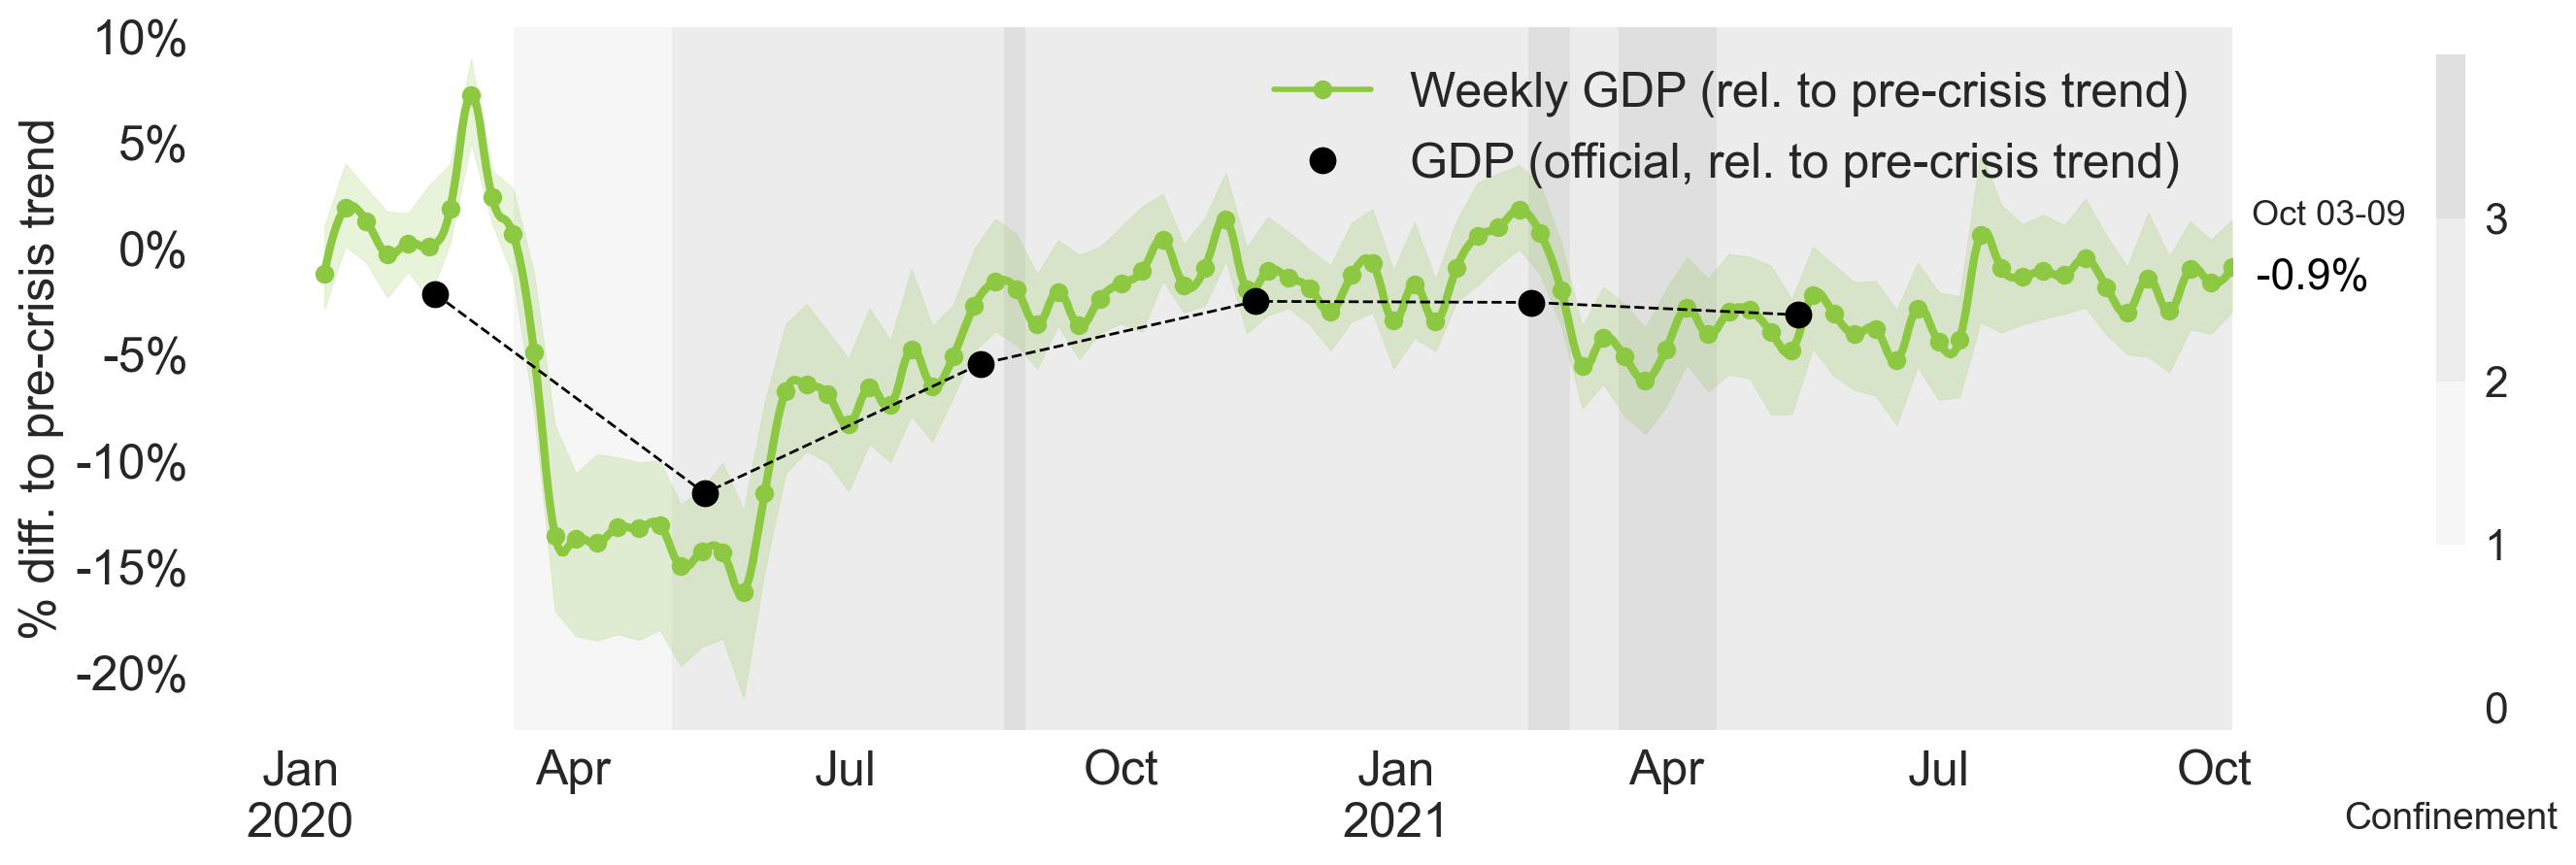 % diff. to pre-crisis trend
10%
5%
0%
-5%
-10%
-15%
-20%
Weekly GDP (rel. to pre-crisis trend)
GDP (official, rel. to pre-crisis trend)
Oct 03-09
-0.9%
3
2
1
0
Confinement
Jan
2020
Apr
Jul
Oct
Jan
2021
Apr
Jul
Oct